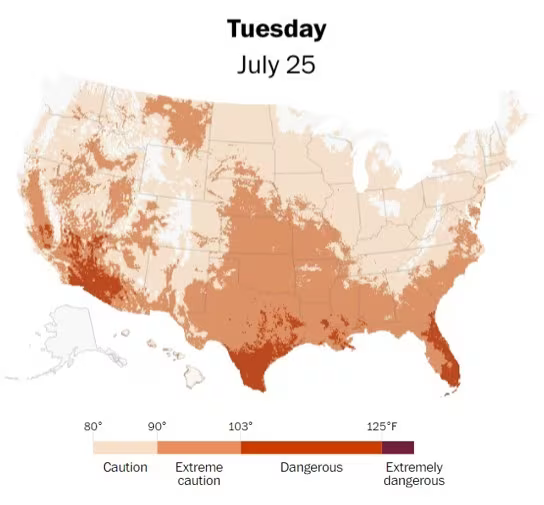 Tuesday
July 25
80° 90° 103° 125°F
Caution Extreme caution Dangerous Extremely dangerous